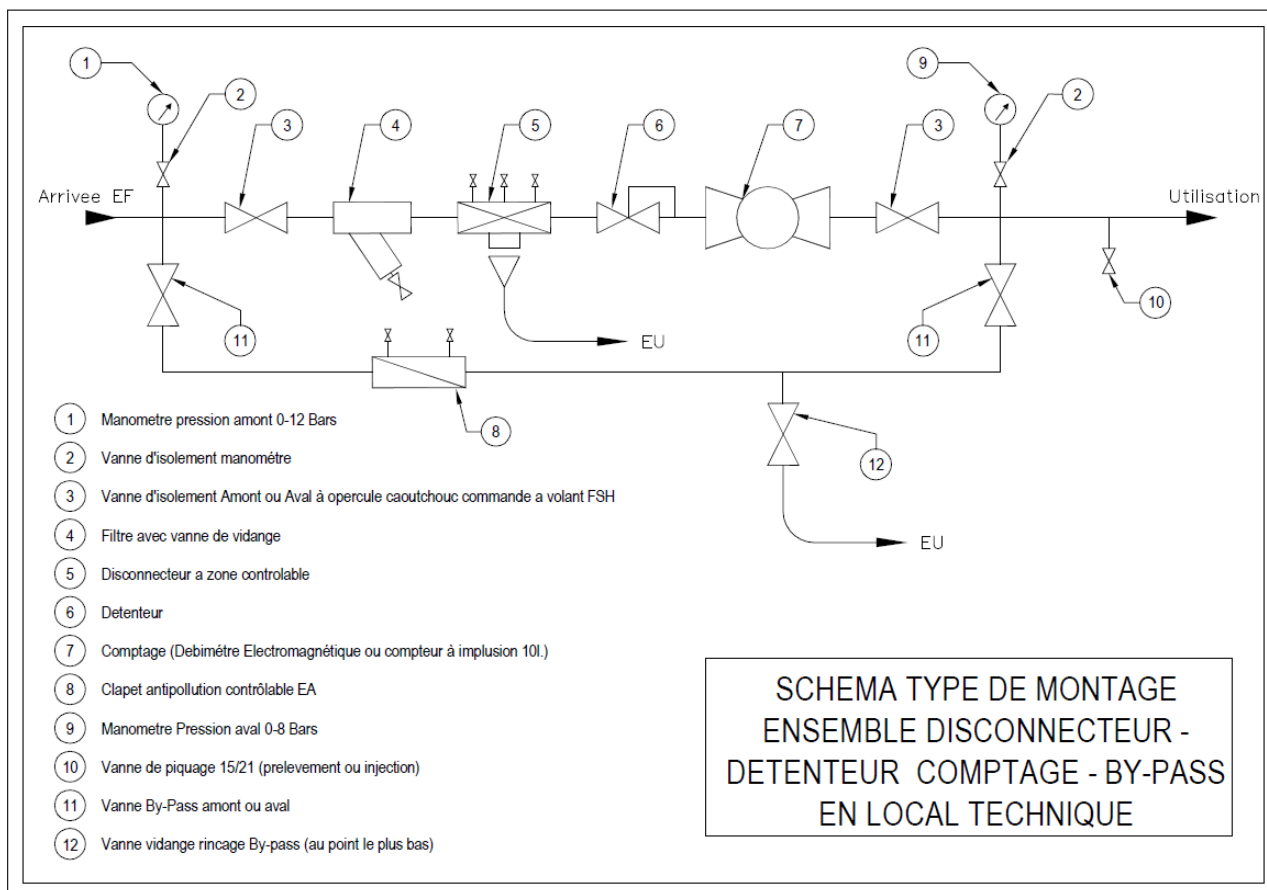 1
2
3
4
5
6
7
3
9
2
Arrivee EF
Utilisation
11
EU
11
10
8
12
EU
1 Manometre pression amont 0-12 Bars
2 Vanne d'isolement manométre
3 Vanne d'isolement Amont ou Aval à opercule caoutchouc commande a volant FSH
4 Filtre avec vanne de vidange
5 Disconnecteur a zone controlable
6 Detenteur
7 Comptage (Debimétre Electromagnétique ou compteur à implusion 10l.)
8 Clapet antipollution contrôlable EA
9 Manometre Pression aval 0-8 Bars
10 Vanne de piquage 15/21 (prelevement ou injection)
11 Vanne By-Pass amont ou aval
12 Vanne vidange rincage By-pass (au point le plus bas)
SCHEMA TYPE DE MONTAGE
ENSEMBLE DISCONNECTEUR -
DETENTEUR COMPTAGE - BY-PASS
EN LOCAL TECHNIQUE